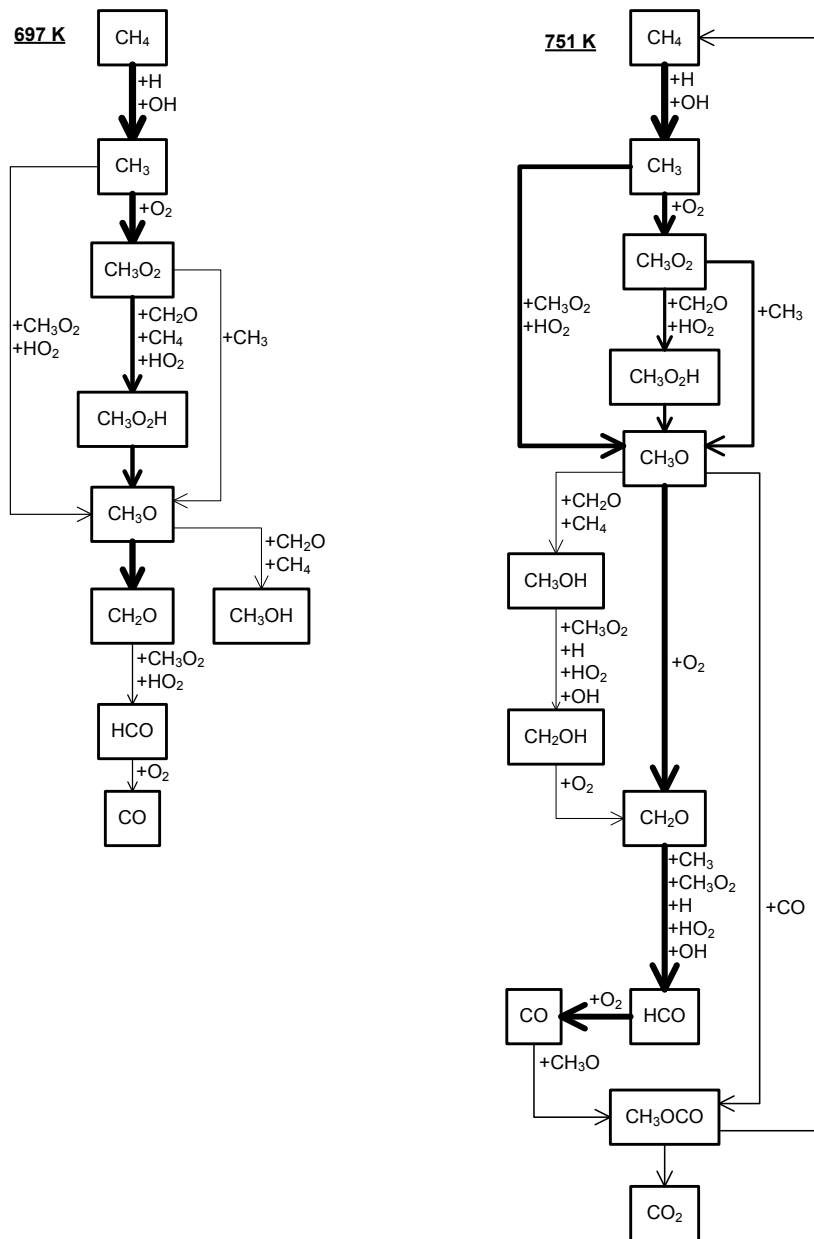 697 K
CH₄
+H
+OH
CH₃
+O₂
CH₃O₂
+CH₃O₂
+HO₂
+CH₂O
+CH₄
+HO₂
+CH₃
CH₃O₂H
CH₃O
+CH₂O
+CH₄
CH₂O
CH₃OH
+CH₃O₂
+HO₂
HCO
+O₂
CO
751 K
CH₄
+H
+OH
CH₃
+O₂
CH₃O₂
+CH₃O₂
+HO₂
+CH₂O
+HO₂
+CH₃
CH₃O₂H
CH₃O
+CH₂O
+CH₄
CH₃OH
+CH₃O₂
+H
+HO₂
+OH
+O₂
CH₂OH
+O₂
CH₂O
+CH₃
+CH₃O₂
+H
+HO₂
+OH
+CO
CO
+O₂
HCO
+CH₃O
CH₃OCO
CO₂